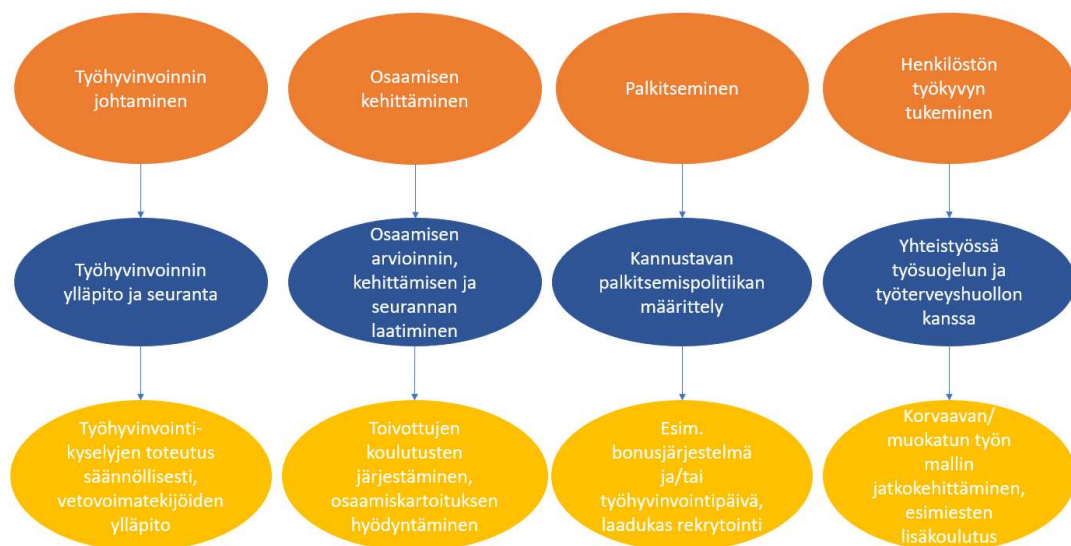 Työhyvinvoinnin
johtaminen
Osaamisen
kehittäminen
Palkitseminen
Henkilöstön
työkyvyn
tukeminen
Työhyvinvoinnin
ylläpito ja seuranta
Osaamisen
arvioinnin,
kehittämisen ja
seurannan
laatiminen
Kannustavan
palkitsemispolitiikan
määrittely
Yhteistyössä
työsuojelun ja
työterveyshuollon
kanssa
Työhyvinvointi-
kyselyjen toteutus
säännöllisesti,
vetovoimatekijöiden
ylläpito
Toivottujen
koulutusten
järjestäminen,
osaamiskartoituksen
hyödyntäminen
Esim.
bonusjärjestelmä
ja/tai
työhyvinvointipäivä,
laadukas rekrytointi
Korvaavan/
muokatun työn
mallin
jatkokehittäminen,
esimiesten
lisäkoulutus